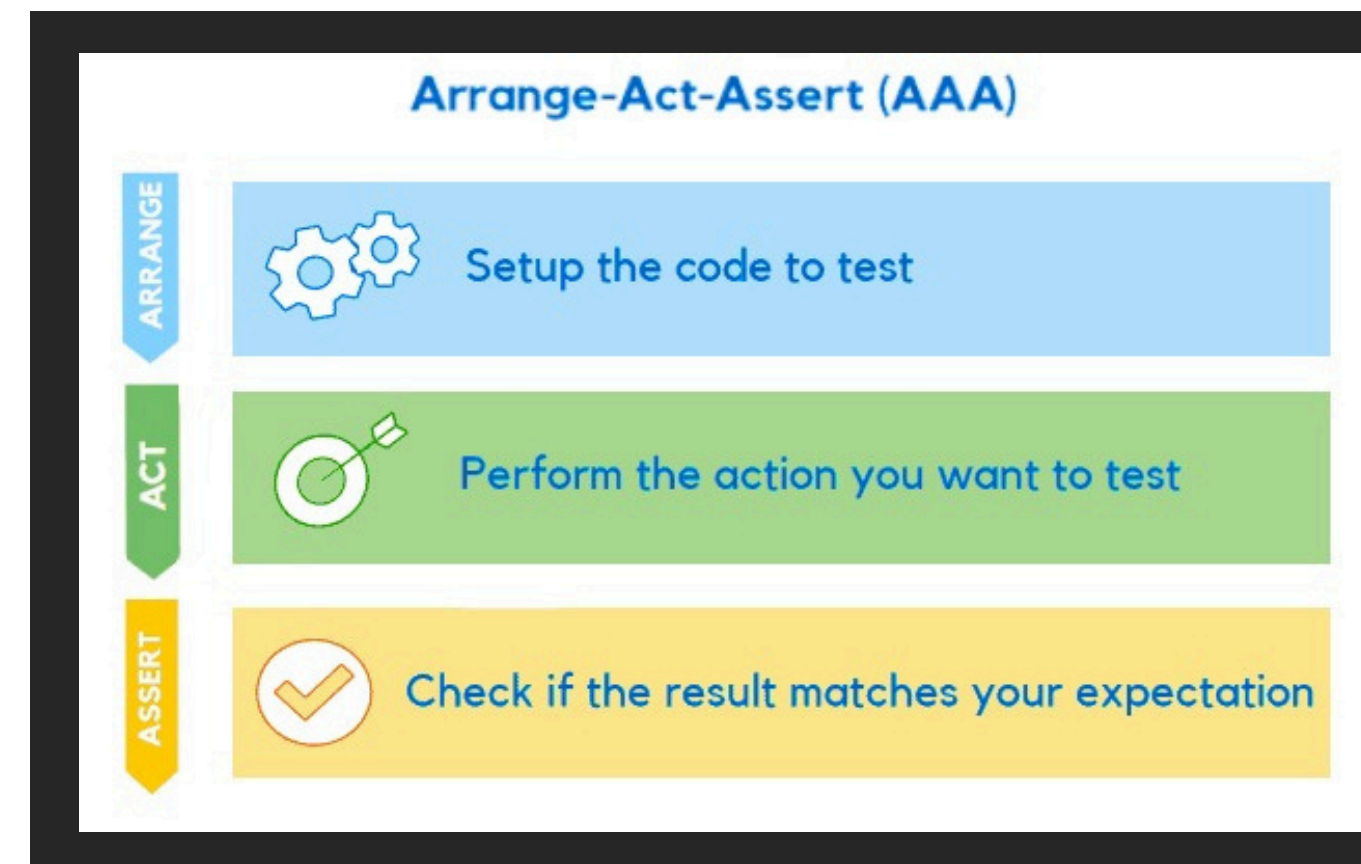 Arrange-Act-Assert (AAA)
ARRANGE
Setup the code to test
ACT
Perform the action you want to test
ASSERT
Check if the result matches your expectation